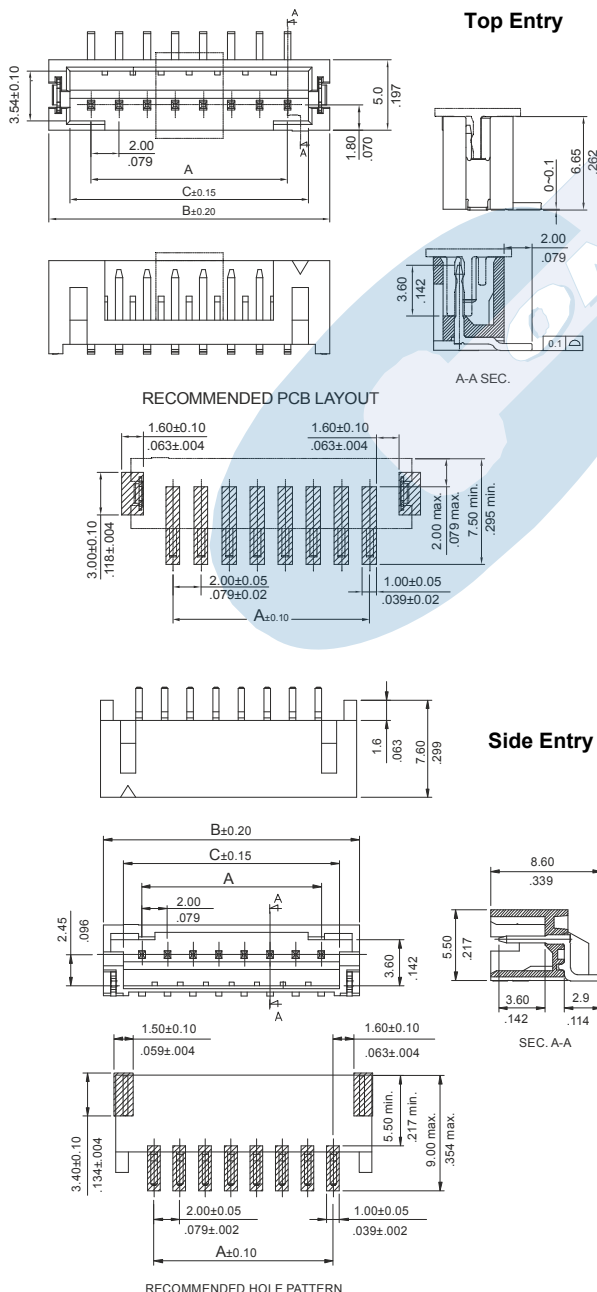 Top Entry
A
3.54±0.10
5.0
.197
2.00
.079
1.80
.070
A
A
C±0.15
B±0.20
0~0.1
6.65
.262
2.00
.079
3.60
.142
0.1
A-A SEC.
RECOMMENDED PCB LAYOUT
1.60±0.10
.063±.004
1.60±0.10
.063±.004
3.00±0.10
.118±.004
2.00 max.
.079 max.
7.50 min.
.295 min.
2.00±0.05
.079±0.02
1.00±0.05
.039±0.02
A±0.10
1.6
.063
7.60
.299
Side Entry
B±0.20
C±0.15
A
2.00
.079
A
2.45
.096
3.60
.142
A
8.60
.339
5.50
.217
3.60
.142
2.9
.114
SEC. A-A
1.50±0.10
.059±.004
1.60±0.10
.063±.004
3.40±0.10
.134±.004
5.50 min.
.217 min.
9.00 max.
.354 max.
2.00±0.05
.079±.002
1.00±0.05
.039±.002
A±0.10
RECOMMENDED HOLE PATTERN